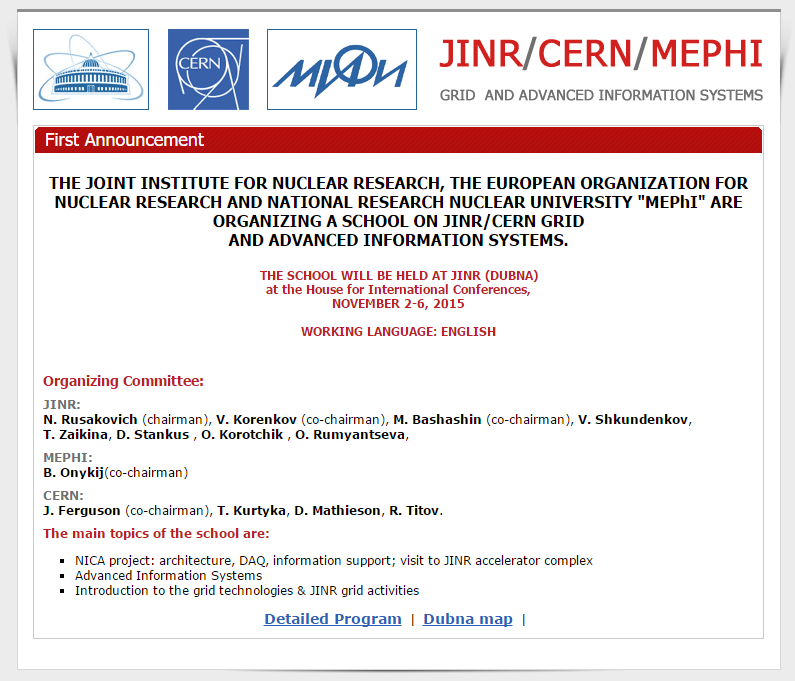 CERN
МИФИ
JINR/CERN/MEPHI
GRID AND ADVANCED INFORMATION SYSTEMS
First Announcement
THE JOINT INSTITUTE FOR NUCLEAR RESEARCH, THE EUROPEAN ORGANIZATION FOR
NUCLEAR RESEARCH AND NATIONAL RESEARCH NUCLEAR UNIVERSITY "MEPhI" ARE
ORGANIZING A SCHOOL ON JINR/CERN GRID
AND ADVANCED INFORMATION SYSTEMS.
THE SCHOOL WILL BE HELD AT JINR (DUBNA)
at the House for International Conferences,
NOVEMBER 2-6, 2015
WORKING LANGUAGE: ENGLISH
Organizing Committee:
JINR:
N. Rusakovich (chairman), V. Korenkov (co-chairman), M. Bashashin (co-chairman), V. Shkundenkov,
T. Zaikina, D. Stankus , O. Korotchik , O. Rumyantseva,
MEPHI:
B. Onykij(co-chairman)
CERN:
J. Ferguson (co-chairman), T. Kurtyka, D. Mathieson, R. Titov.
The main topics of the school are:
▪ NICA project: architecture, DAQ, information support; visit to JINR accelerator complex
▪ Advanced Information Systems
▪ Introduction to the grid technologies & JINR grid activities
Detailed Program | Dubna map |